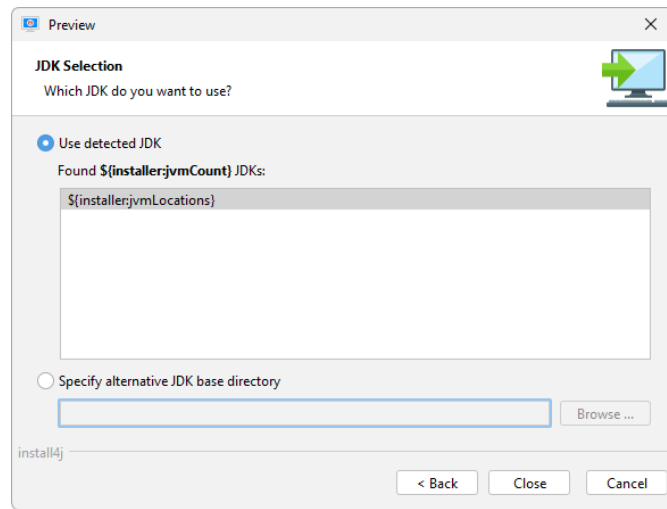 Preview
JDK Selection
Which JDK do you want to use?
Use detected JDK
Found ${installer:jvmCount} JDKs:
${installer:jvmLocations}
Specify alternative JDK base directory
Browse ...
install4j
< Back
Close
Cancel